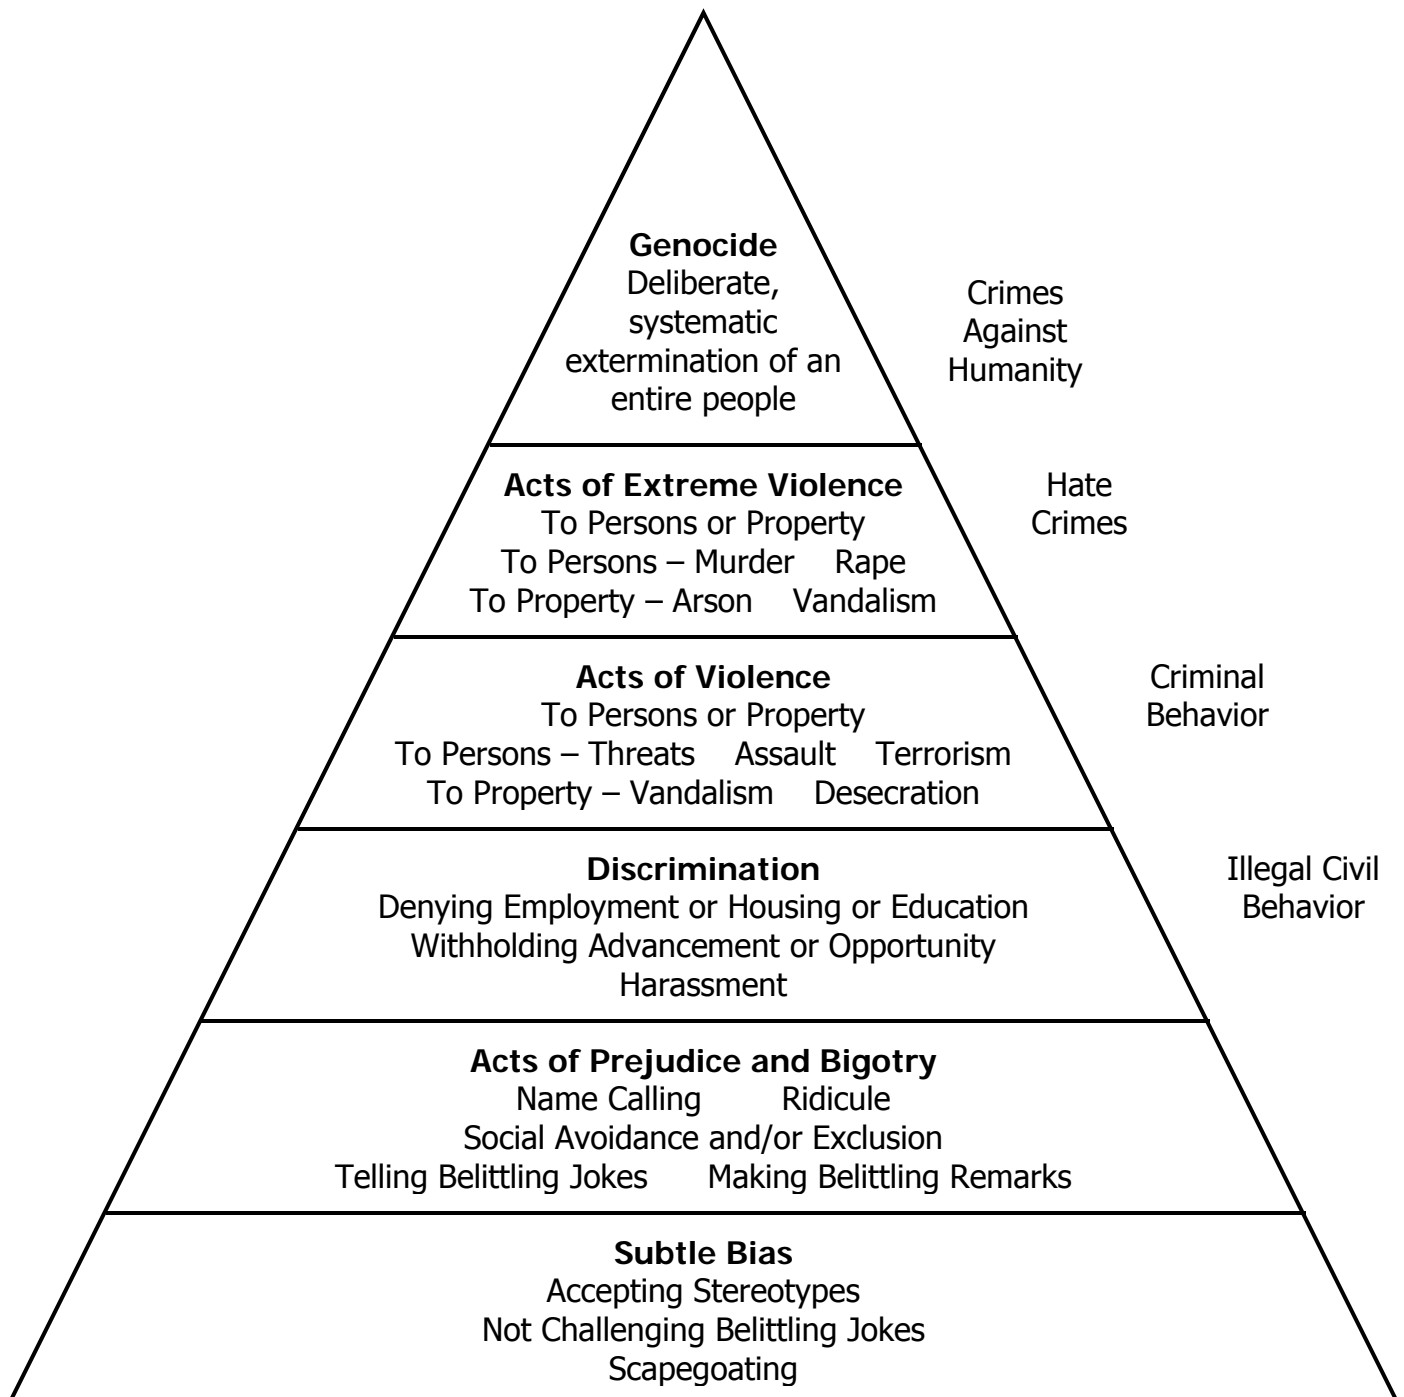 Genocide
Deliberate,
systematic
extermination of an
entire people
Crimes
Against
Humanity
Acts of Extreme Violence
To Persons or Property
To Persons – Murder Rape
To Property – Arson Vandalism
Hate
Crimes
Acts of Violence
To Persons or Property
To Persons – Threats Assault Terrorism
To Property – Vandalism Desecration
Criminal
Behavior
Discrimination
Denying Employment or Housing or Education
Withholding Advancement or Opportunity
Harassment
Illegal Civil
Behavior
Acts of Prejudice and Bigotry
Name Calling Ridicule
Social Avoidance and/or Exclusion
Telling Belittling Jokes Making Belittling Remarks
Subtle Bias
Accepting Stereotypes
Not Challenging Belittling Jokes
Scapegoating